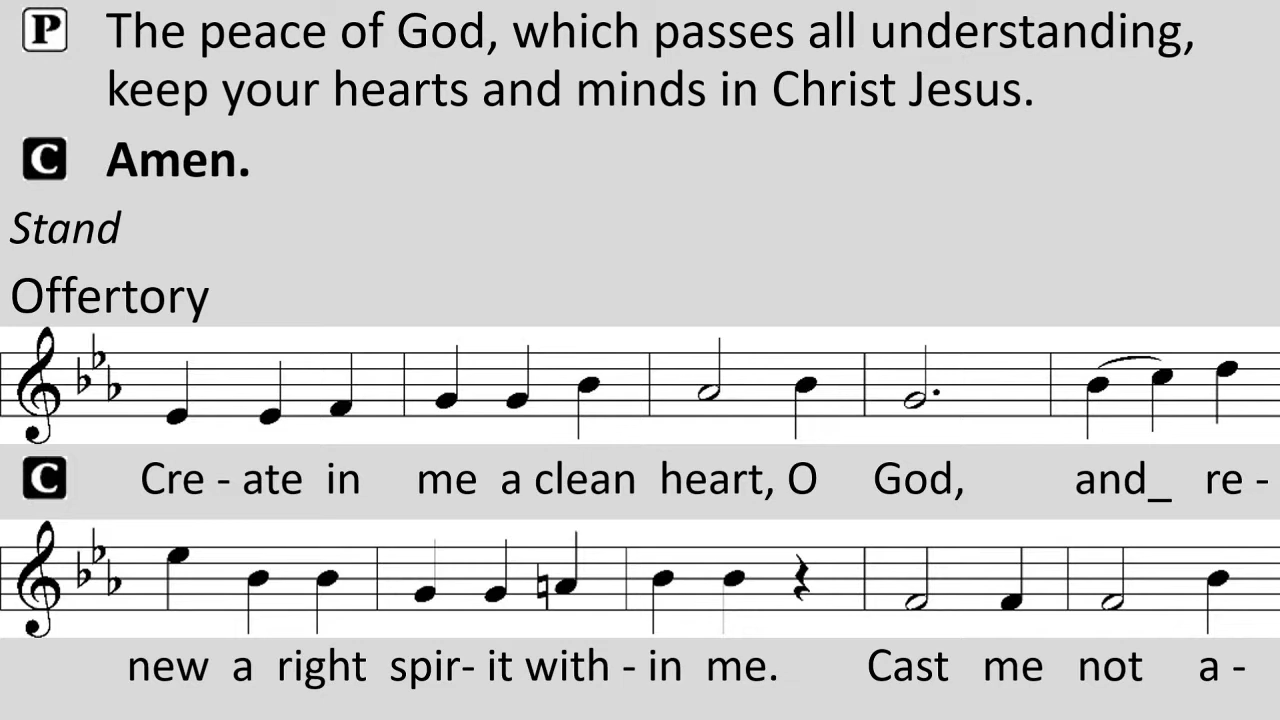 P The peace of God, which passes all understanding,
keep your hearts and minds in Christ Jesus.
C Amen.
Stand
Offertory
C Cre - ate in me a clean heart, O God, and_ re -
new a right spir- it with - in me. Cast me not a -